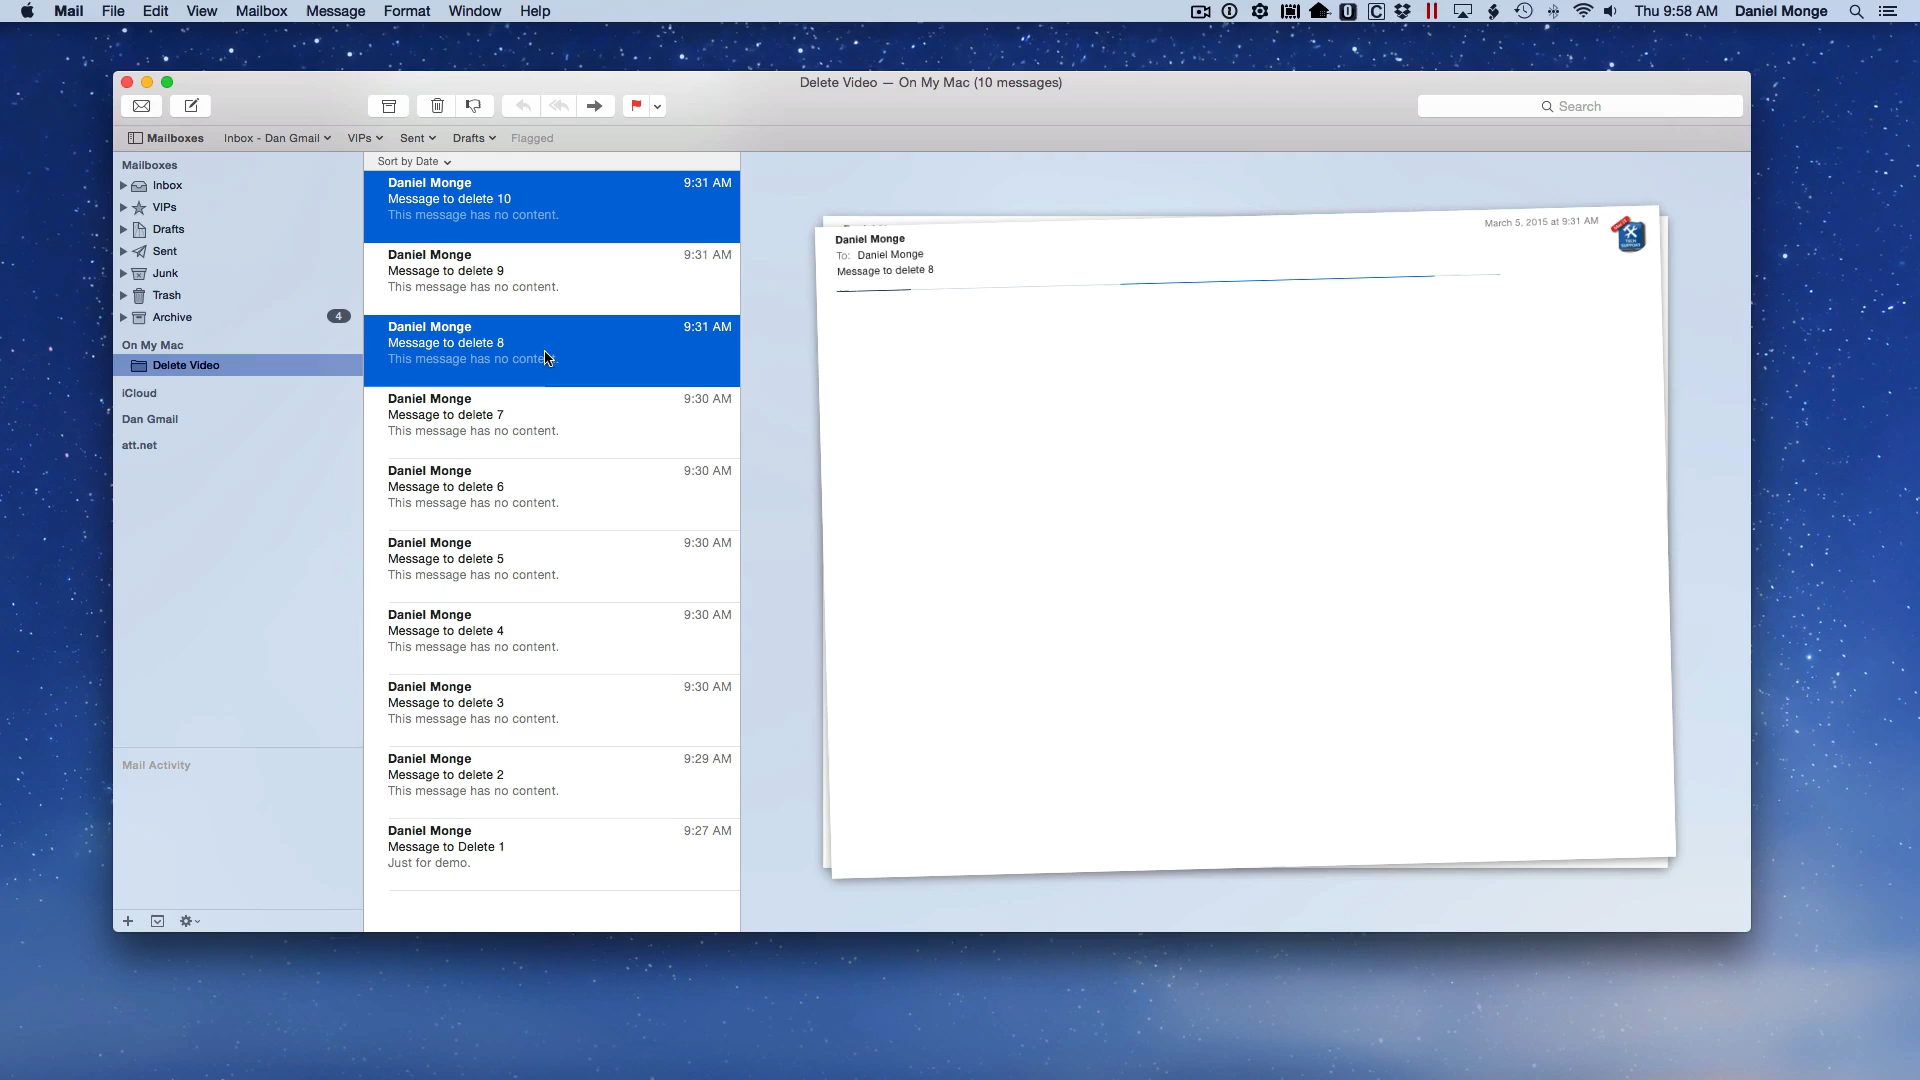 Mail File Edit View Mailbox Message Format Window Help Thu 9:58 AM Daniel Monge
Delete Video — On My Mac (10 messages)
Search
Mailboxes Inbox - Dan Gmail VIPs Sent Drafts Flagged
Mailboxes
Inbox
VIPs
Drafts
Sent
Junk
Trash
Archive 4
On My Mac
Delete Video
iCloud
Dan Gmail
att.net
Mail Activity
Sort by Date
Daniel Monge 9:31 AM
Message to delete 10
This message has no content.
Daniel Monge 9:31 AM
Message to delete 9
This message has no content.
Daniel Monge 9:31 AM
Message to delete 8
This message has no content.
Daniel Monge 9:30 AM
Message to delete 7
This message has no content.
Daniel Monge 9:30 AM
Message to delete 6
This message has no content.
Daniel Monge 9:30 AM
Message to delete 5
This message has no content.
Daniel Monge 9:30 AM
Message to delete 4
This message has no content.
Daniel Monge 9:30 AM
Message to delete 3
This message has no content.
Daniel Monge 9:29 AM
Message to delete 2
This message has no content.
Daniel Monge 9:27 AM
Message to Delete 1
Just for demo.
Daniel Monge March 5, 2015 at 9:31 AM
To: Daniel Monge
Message to delete 8
TECH
SUPPORT